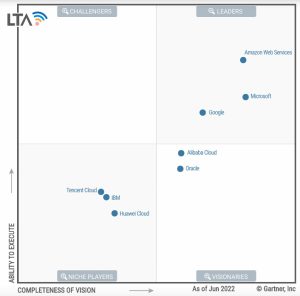 LTA
CHALLENGERS
LEADERS
Amazon Web Services
Microsoft
Google
Alibaba Cloud
Oracle
Tencent Cloud
IBM
Huawei Cloud
NICHE PLAYERS
VISIONARIES
ABILITY TO EXECUTE
COMPLETENESS OF VISION
As of Jun 2022
© Gartner, Inc